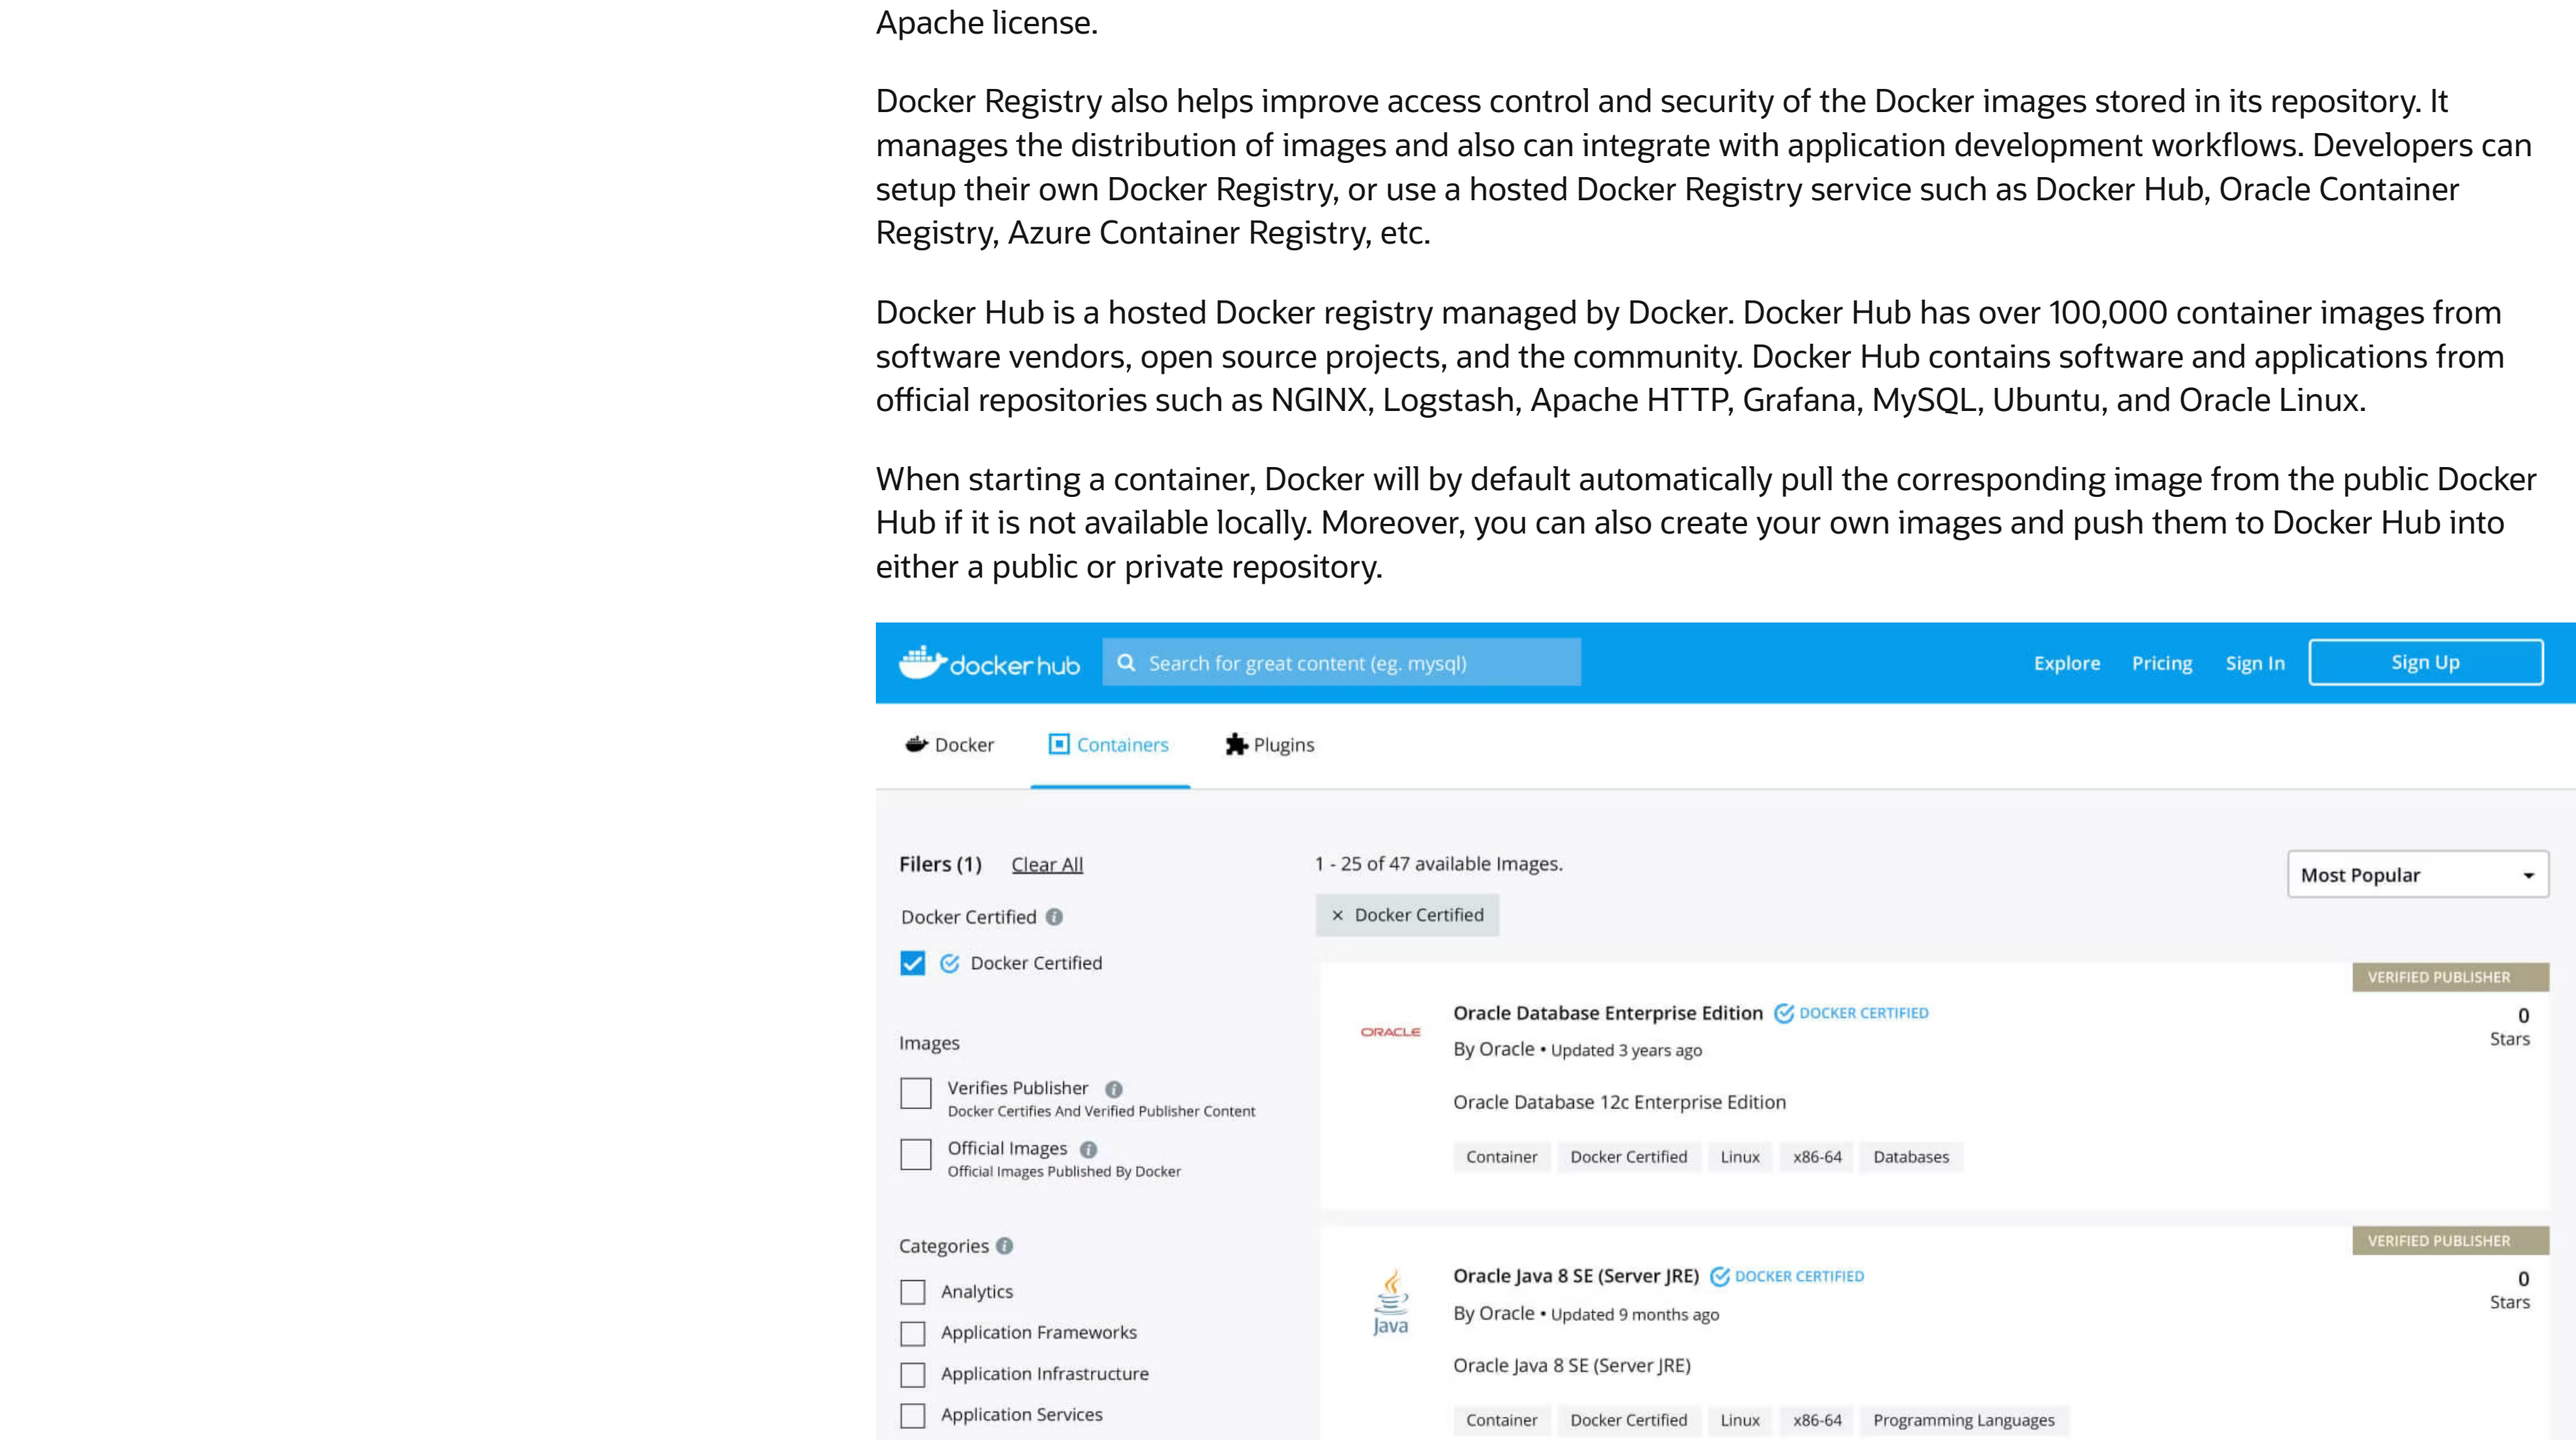 Apache license.
Docker Registry also helps improve access control and security of the Docker images stored in its repository. It
manages the distribution of images and also can integrate with application development workflows. Developers can
setup their own Docker Registry, or use a hosted Docker Registry service such as Docker Hub, Oracle Container
Registry, Azure Container Registry, etc.
Docker Hub is a hosted Docker registry managed by Docker. Docker Hub has over 100,000 container images from
software vendors, open source projects, and the community. Docker Hub contains software and applications from
official repositories such as NGINX, Logstash, Apache HTTP, Grafana, MySQL, Ubuntu, and Oracle Linux.
When starting a container, Docker will by default automatically pull the corresponding image from the public Docker
Hub if it is not available locally. Moreover, you can also create your own images and push them to Docker Hub into
either a public or private repository.
dockerhub Search for great content (eg. mysql) Explore Pricing Sign In Sign Up
Docker Containers Plugins
Filers (1) Clear All
Docker Certified
Docker Certified
Images
Verifies Publisher
Docker Certifies And Verified Publisher Content
Official Images
Official Images Published By Docker
Categories
Analytics
Application Frameworks
Application Infrastructure
Application Services
1 - 25 of 47 available Images.
Most Popular
× Docker Certified
VERIFIED PUBLISHER
ORACLE
Oracle Database Enterprise Edition DOCKER CERTIFIED
0
Stars
By Oracle • Updated 3 years ago
Oracle Database 12c Enterprise Edition
Container Docker Certified Linux x86-64 Databases
VERIFIED PUBLISHER
Java
Oracle Java 8 SE (Server JRE) DOCKER CERTIFIED
0
Stars
By Oracle • Updated 9 months ago
Oracle Java 8 SE (Server JRE)
Container Docker Certified Linux x86-64 Programming Languages